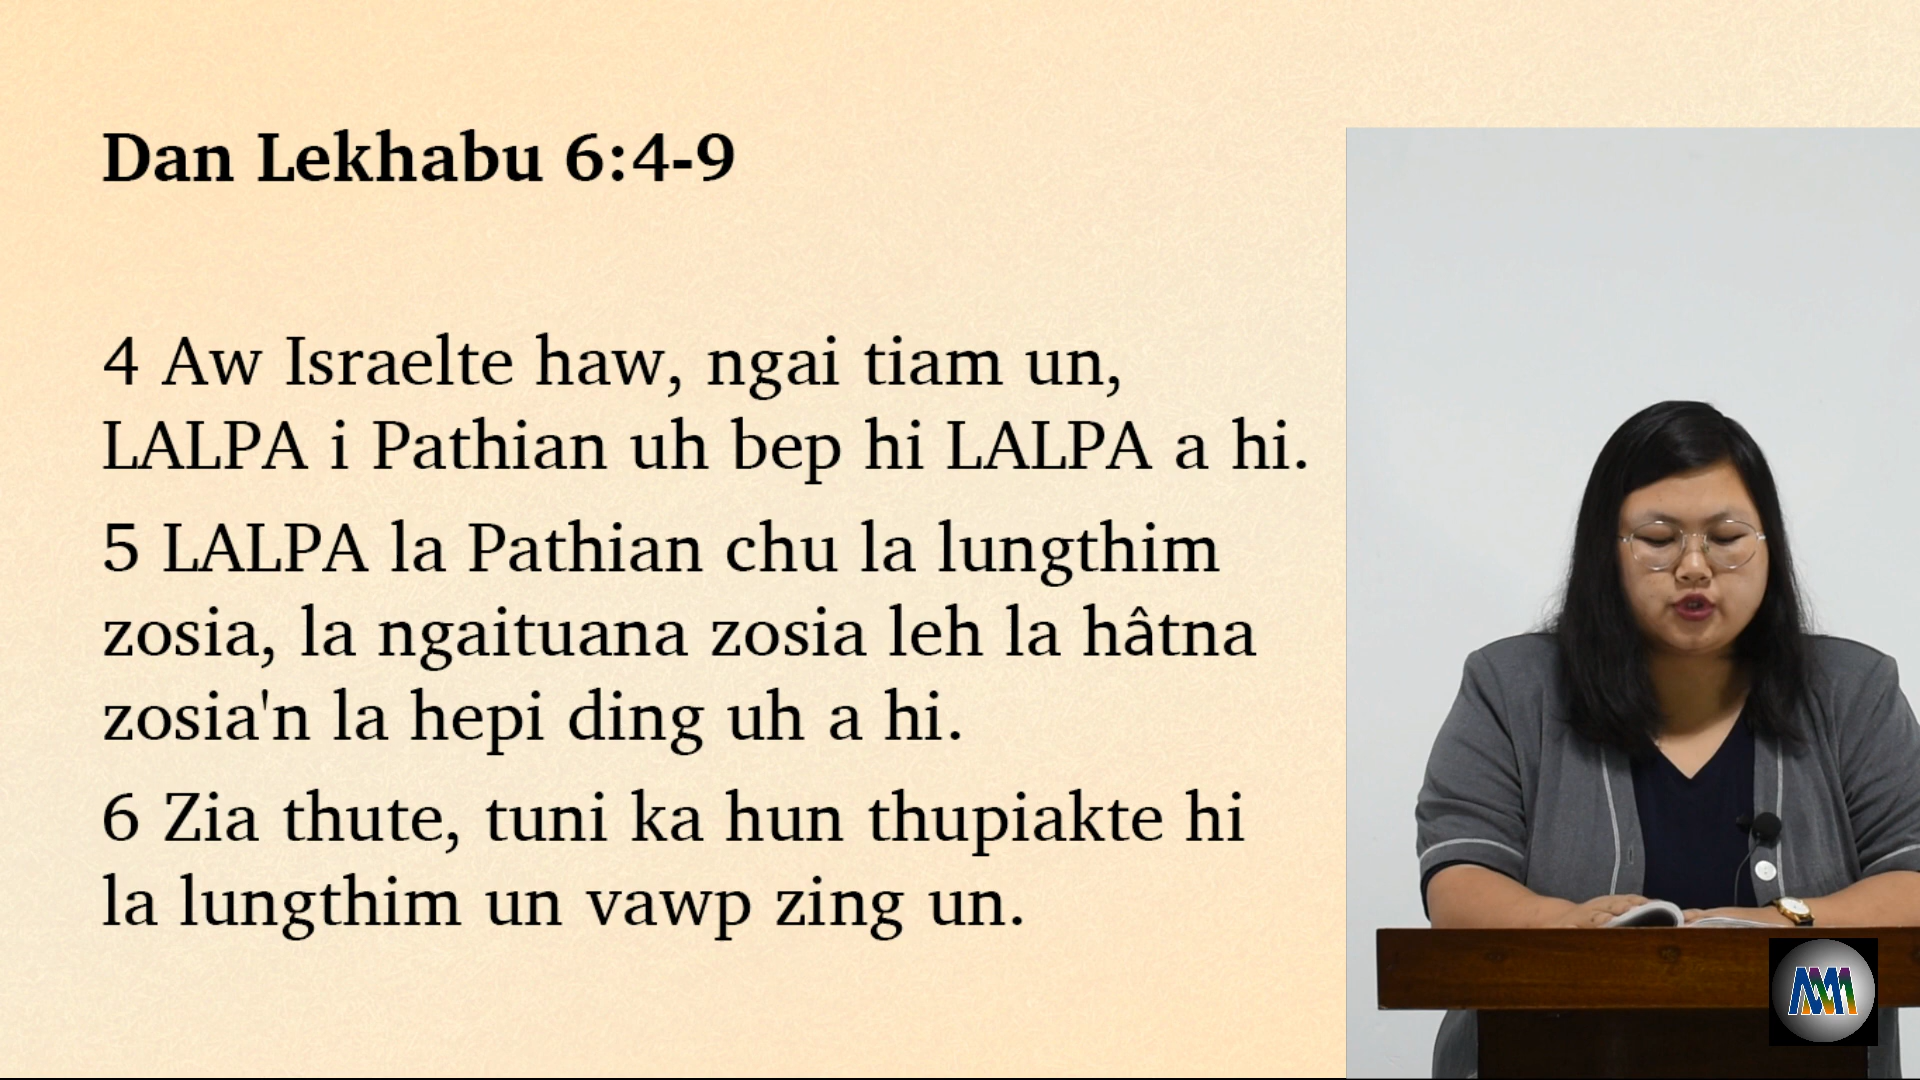 Dan Lekhabu 6:4-9
4 Aw Israelte haw, ngai tiam un,
LALPA i Pathian uh bep hi LALPA a hi.
5 LALPA la Pathian chu la lungthim
zosia, la ngaituana zosia leh la hâtna
zosia'n la hepi ding uh a hi.
6 Zia thute, tuni ka hun thupiakte hi
la lungthim un vawp zing un.